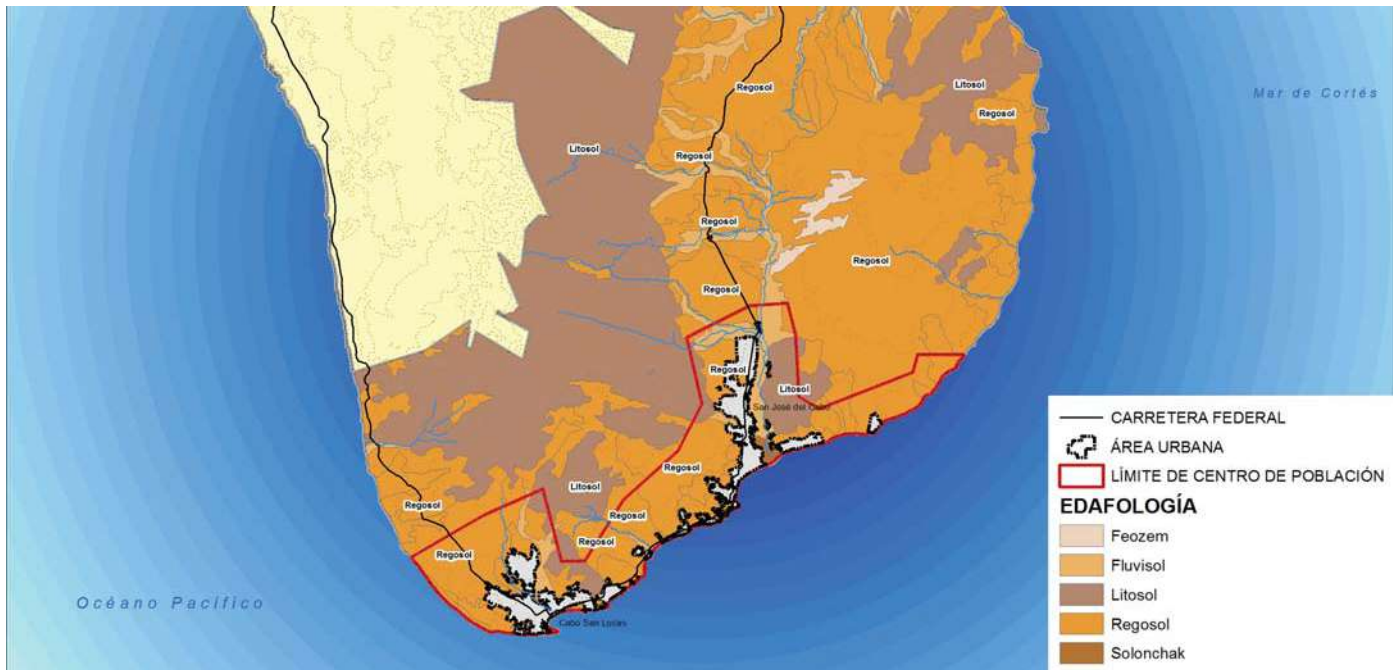 Litosol
Mar de Cortés
Regosol
Regosol
Litosol
Regosol
Regosol
Regosol
Regosol
Regosol
Litosol
San José del Cabo
Regosol
Litosol
Regosol
Regosol
Regosol
Regosol
Océano Pacífico
Cabo San Lucas
CARRETERA FEDERAL
ÁREA URBANA
LÍMITE DE CENTRO DE POBLACIÓN
EDAFOLOGÍA
Feozem
Fluvisol
Litosol
Regosol
Solonchak